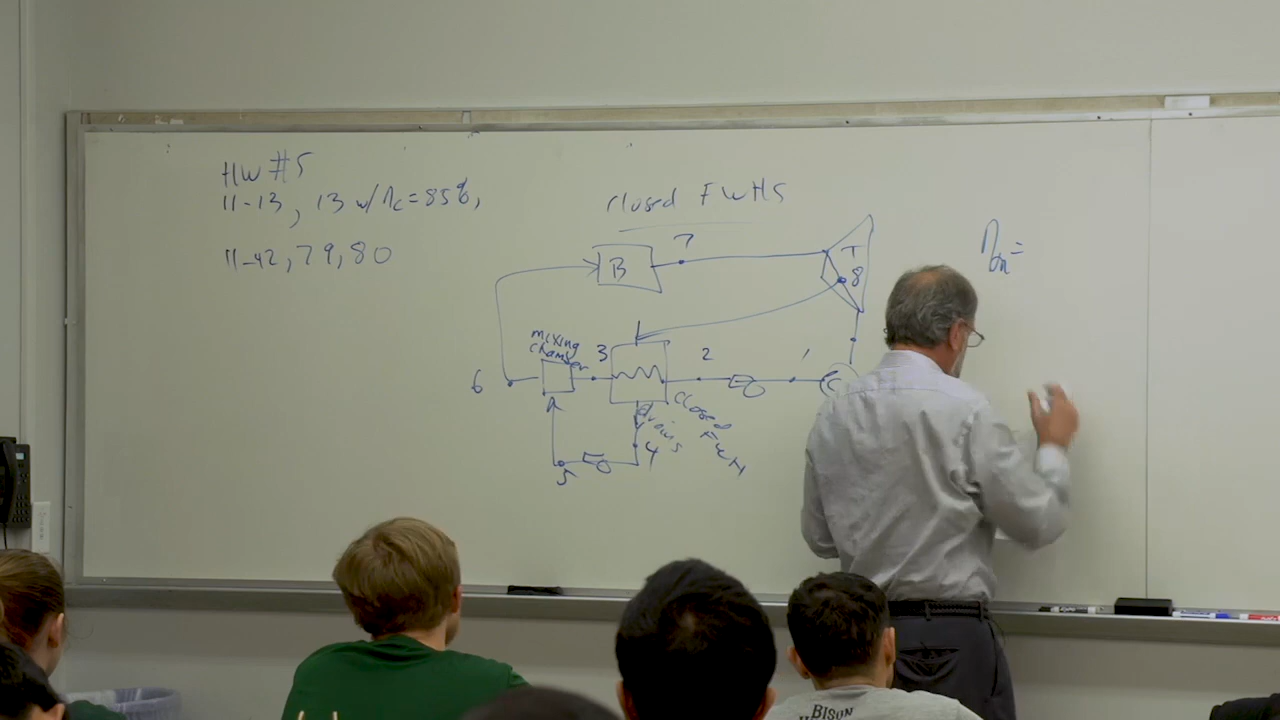 HW #5
11-13, 13 w/ ηc = 85%,
11-42, 79, 80
closed FWHs
7
B
T
8
mixing
chamber
3
2
1
6
C
closed
FWH
drains
4
5
η =
BISON